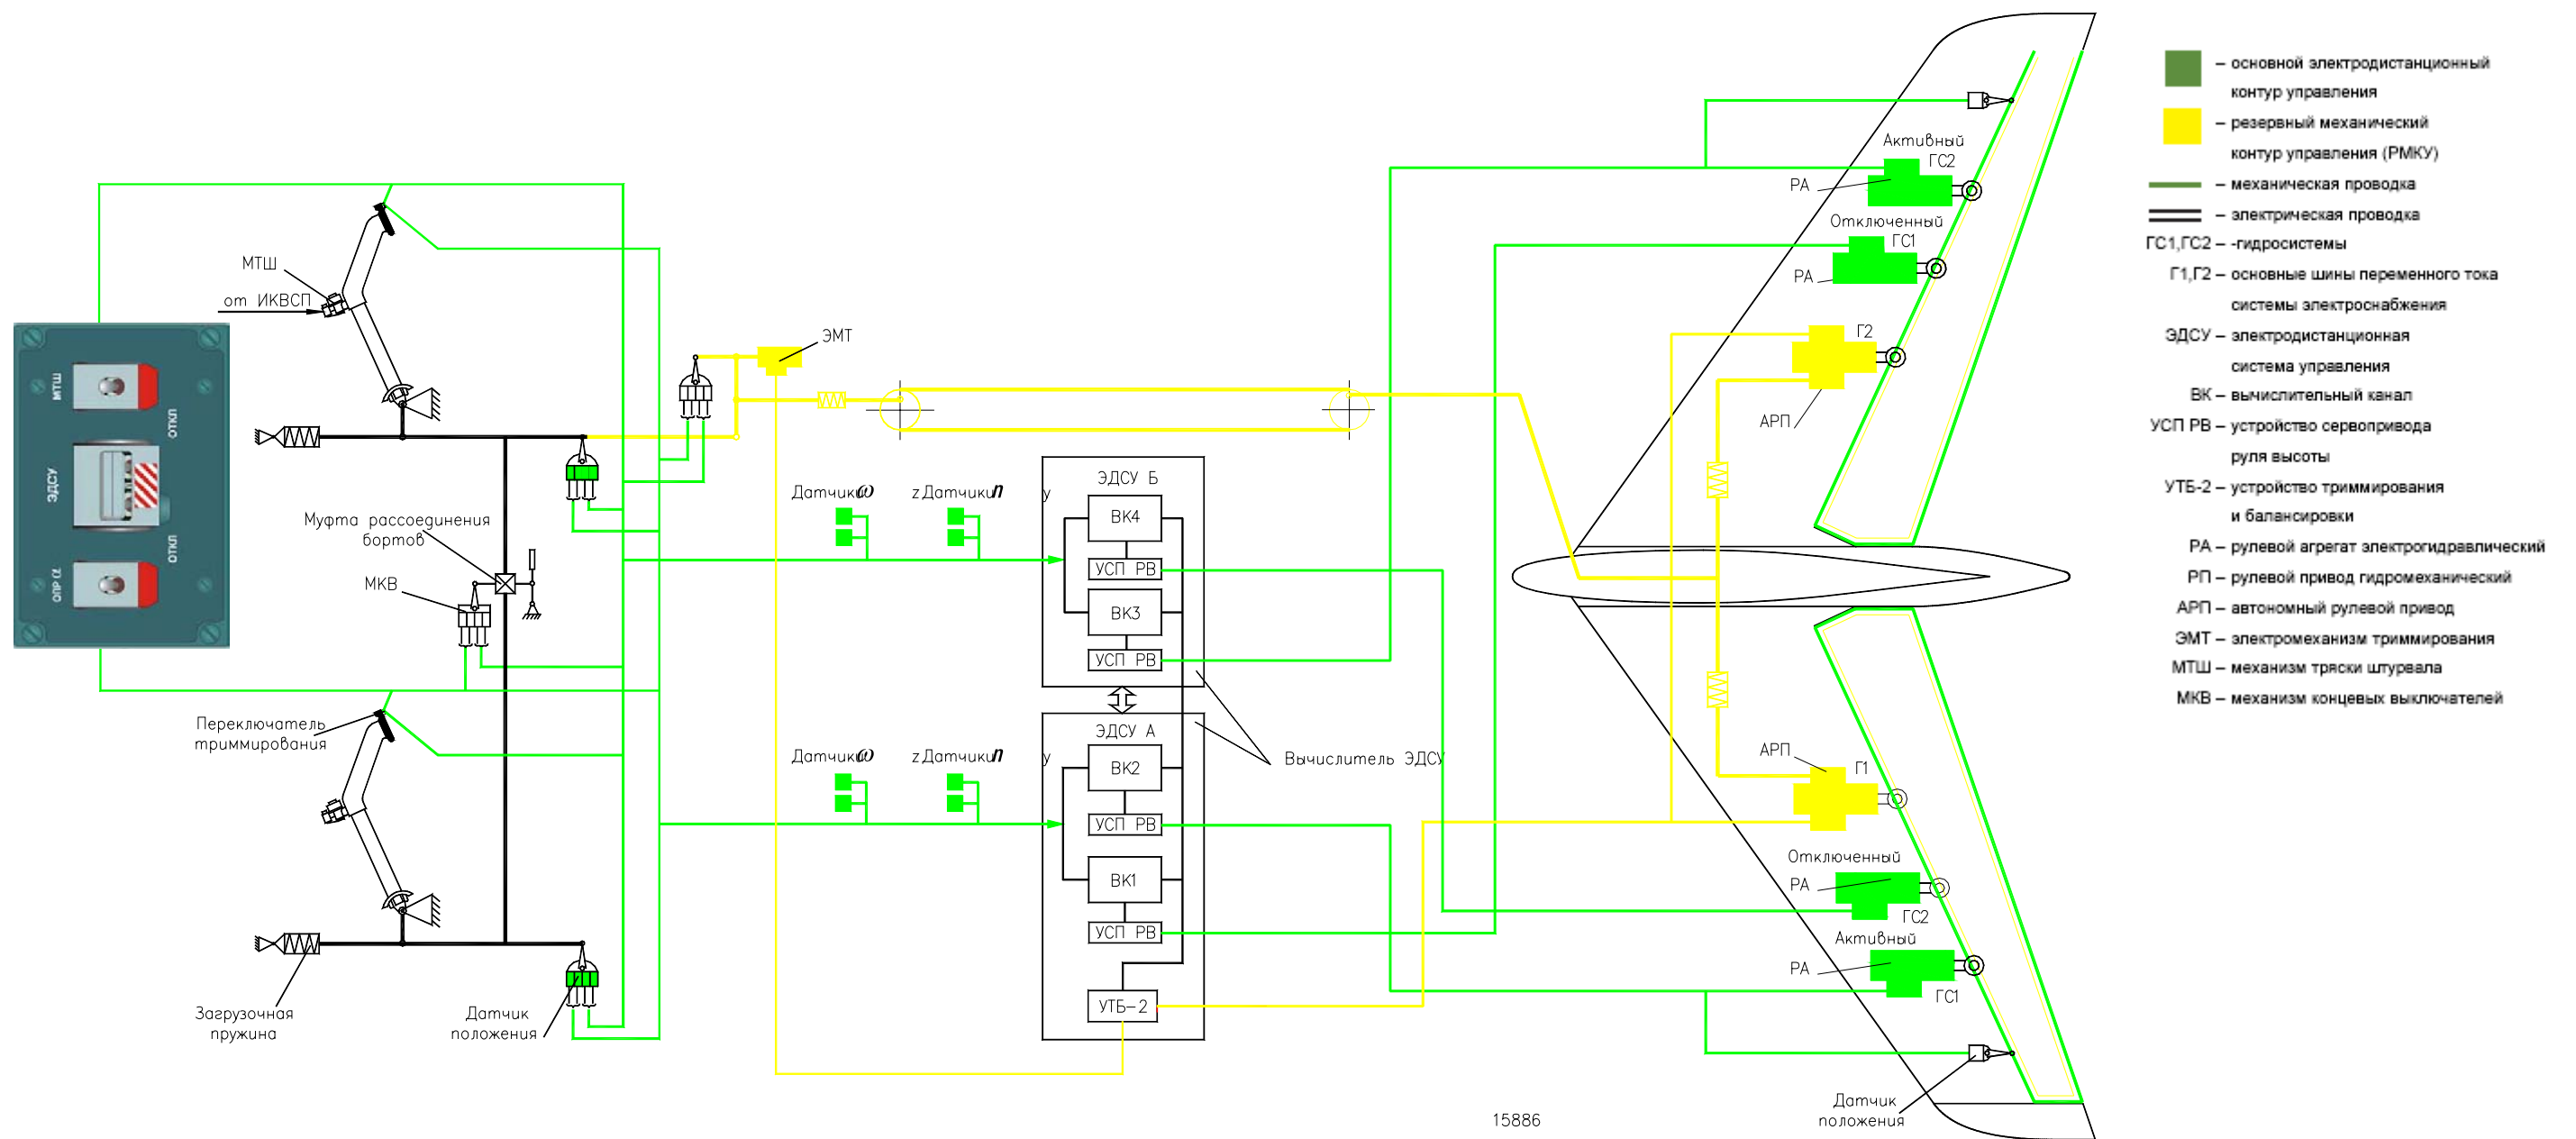 МТШ
от ИКВСП
МТШ
ОТКЛ
ЭДСУ
ОТКЛ
ОПР α
Муфта рассоединения
бортов
МКВ
Переключатель
триммирования
Загрузочная
пружина
Датчик
положения
ЭМТ
Датчики ω z Датчики n y
Датчики ω z Датчики n y
ЭДСУ Б
ВК4
УСП РВ
ВК3
УСП РВ
ЭДСУ А
ВК2
УСП РВ
ВК1
УСП РВ
УТБ-2
Вычислитель ЭДСУ
Активный
ГС2
РА
Отключенный
ГС1
РА
Г2
АРП
АРП
Г1
Отключенный
РА
ГС2
Активный
РА
ГС1
Датчик
положения
15886
– основной электродистанционный
контур управления
– резервный механический
контур управления (РМКУ)
– механическая проводка
– электрическая проводка
ГС1,ГС2 – -гидросистемы
Г1,Г2 – основные шины переменного тока
системы электроснабжения
ЭДСУ – электродистанционная
система управления
ВК – вычислительный канал
УСП РВ – устройство сервопривода
руля высоты
УТБ-2 – устройство триммирования
и балансировки
РА – рулевой агрегат электрогидравлический
РП – рулевой привод гидромеханический
АРП – автономный рулевой привод
ЭМТ – электромеханизм триммирования
МТШ – механизм тряски штурвала
МКВ – механизм концевых выключателей